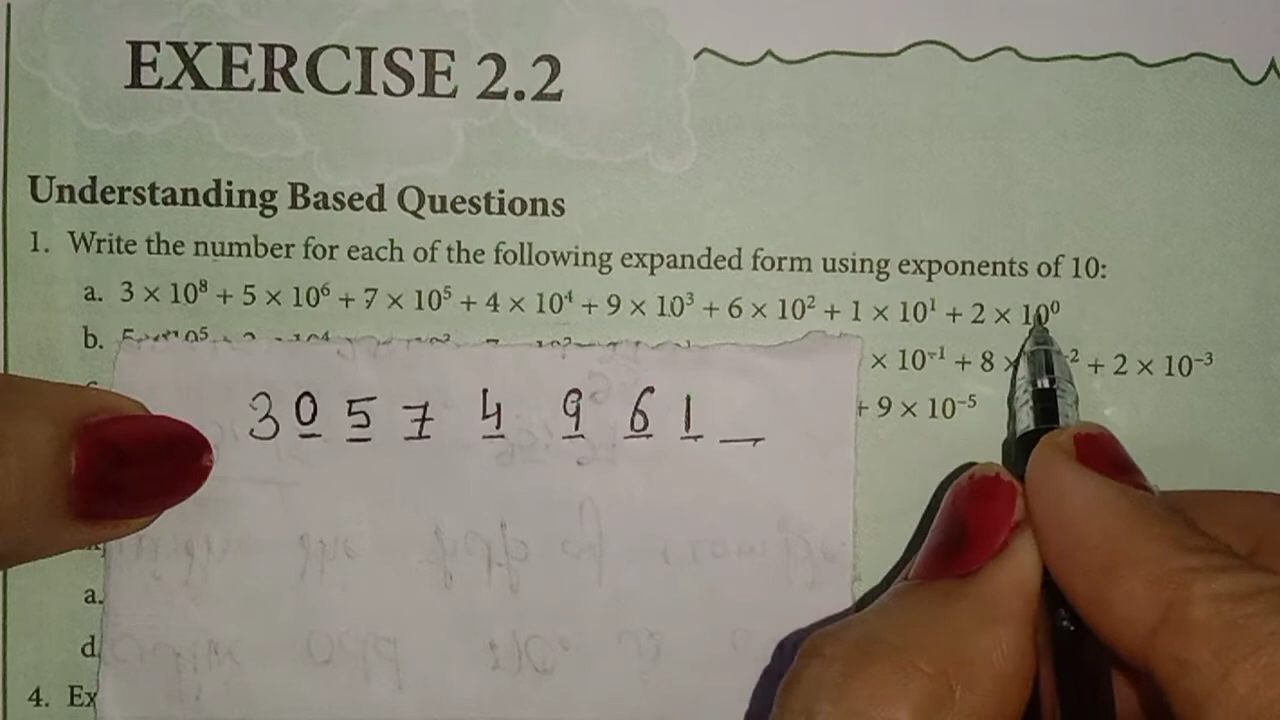 EXERCISE 2.2
Understanding Based Questions
1. Write the number for each of the following expanded form using exponents of 10:
a. 3 × 10⁸ + 5 × 10⁶ + 7 × 10⁵ + 4 × 10⁴ + 9 × 10³ + 6 × 10² + 1 × 10¹ + 2 × 10⁰
b. × 10⁻¹ + 8 × ⁻² + 2 × 10⁻³
+ 9 × 10⁻⁵
3 0 5 7 4 9 6 1 _
a.
d
4. Ex